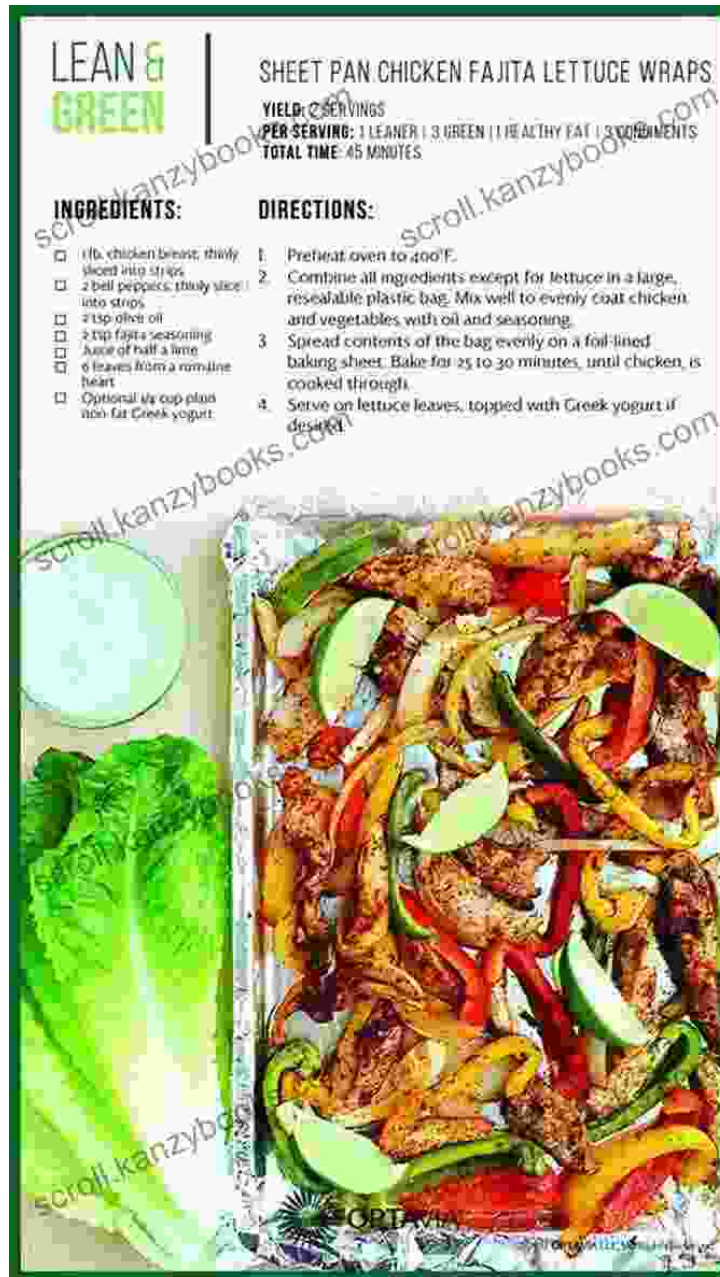 LEAN &
GREEN
SHEET PAN CHICKEN FAJITA LETTUCE WRAPS
YIELD: 2 SERVINGS
PER SERVING: 1 LEANER | 3 GREEN | 1 HEALTHY FAT | 3 CONDIMENTS
TOTAL TIME: 45 MINUTES
INGREDIENTS:
1 lb. chicken breast, thinly
sliced into strips
2 bell peppers, thinly slice
into strips
2 tsp olive oil
2 tsp fajita seasoning
Juice of half a lime
6 leaves from a romaine
heart
Optional 1/4 cup plain
non-fat Greek yogurt
DIRECTIONS:
1. Preheat oven to 400°F.
2. Combine all ingredients except for lettuce in a large,
resealable plastic bag. Mix well to evenly coat chicken
and vegetables with oil and seasoning.
3. Spread contents of the bag evenly on a foil-lined
baking sheet. Bake for 25 to 30 minutes, until chicken, is
cooked through.
4. Serve on lettuce leaves, topped with Greek yogurt if
desired.
scroll.kanzybooks.com
scroll.kanzybooks.com
scroll.kanzybooks.com
scroll.kanzybooks.com
scroll.kanzybooks.com
scroll.kanzybooks.com